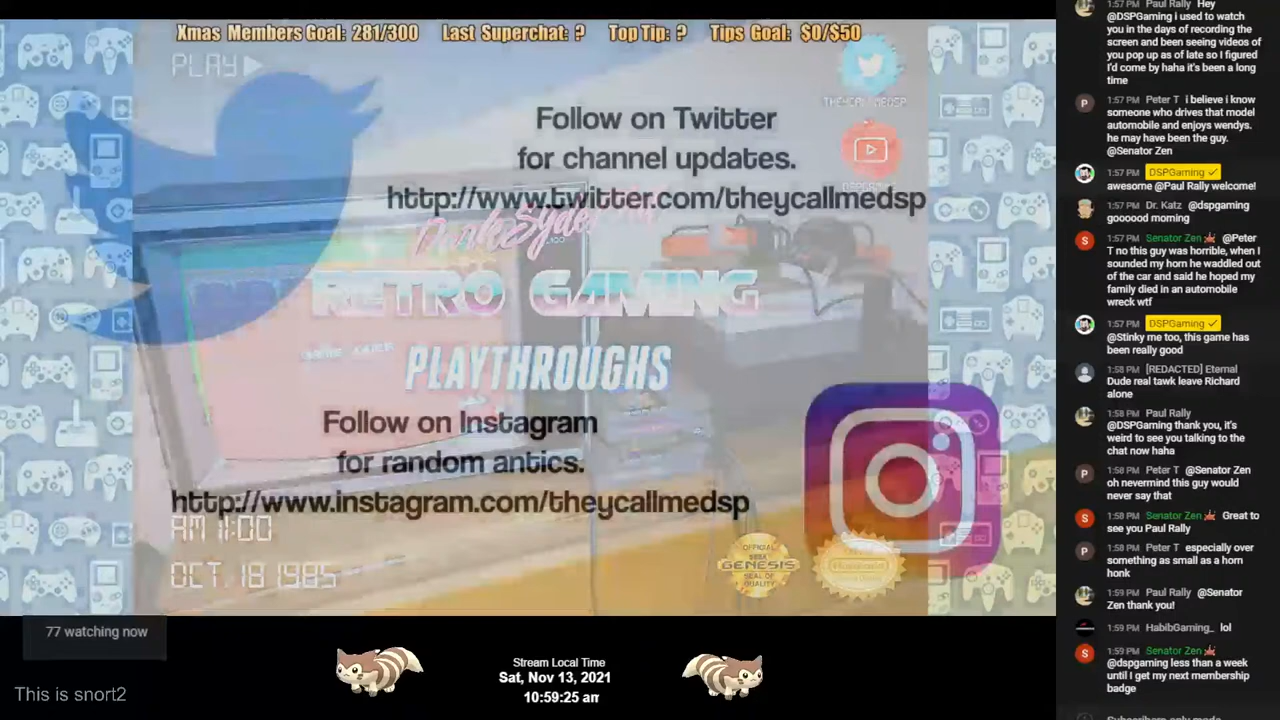 Xmas Members Goal: 281/300 Last Superchat: ? Top Tip: ? Tips Goal: $0/$50
PLAY
THEYCALLMEDSP
Follow on Twitter
for channel updates.
http://www.twitter.com/theycallmedsp
RETRO GAMING
PLAYTHROUGHS
Follow on Instagram
for random antics.
http://www.instagram.com/theycallmedsp
AM 11:00
OCT. 18 1985
OFFICIAL
SEGA
GENESIS
SEAL OF
QUALITY
77 watching now
This is snort2
Stream Local Time
Sat, Nov 13, 2021
10:59:25 am
1:57 PM Paul Rally Hey
@DSPGaming i used to watch
you in the days of recording the
screen and been seeing videos of
you pop up as of late so I figured
I'd come by haha it's been a long
time
P 1:57 PM Peter T i believe i know
someone who drives that model
automobile and enjoys wendys.
he may have been the guy.
@Senator Zen
1:57 PM DSPGaming
awesome @Paul Rally welcome!
1:57 PM Dr. Katz @dspgaming
goooood morning
S 1:57 PM Senator Zen @Peter
T no this guy was horrible, when I
sounded my horn he waddled out
of the car and said he hoped my
family died in an automobile
wreck wtf
1:57 PM DSPGaming
@Stinky me too, this game has
been really good
1:58 PM [REDACTED] Eternal
Dude real tawk leave Richard
alone
1:58 PM Paul Rally
@DSPGaming thank you, it's
weird to see you talking to the
chat now haha
P 1:58 PM Peter T @Senator Zen
oh nevermind this guy would
never say that
S 1:58 PM Senator Zen Great to
see you Paul Rally
P 1:58 PM Peter T especially over
something as small as a horn
honk
1:59 PM Paul Rally @Senator
Zen thank you!
1:59 PM HabibGaming_ lol
S 1:59 PM Senator Zen
@dspgaming less than a week
until I get my next membership
badge